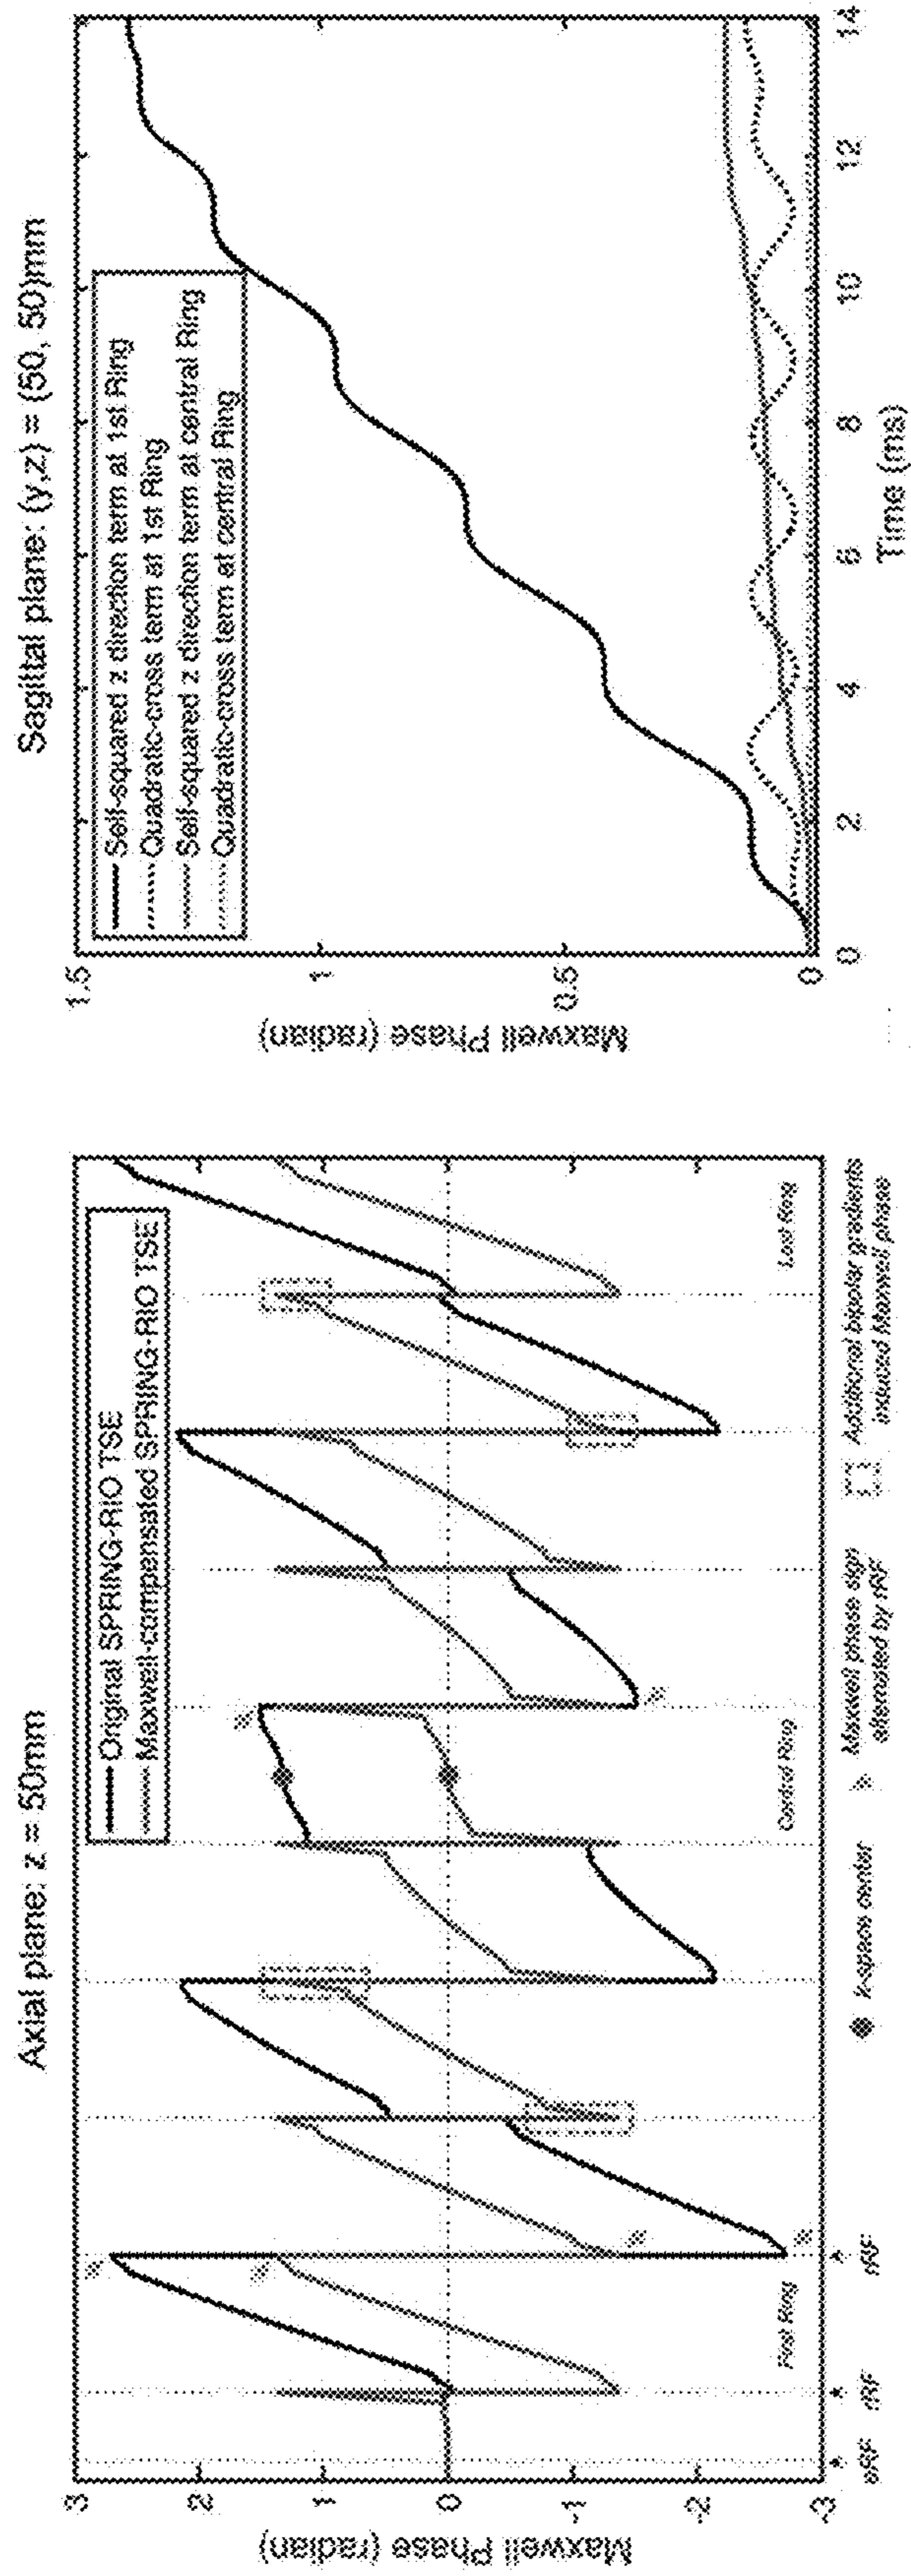 Axial plane: z = 50mm
Original SPRING-RIO TSE
Maxwell-compensated SPRING-RIO TSE
Maxwell Phase (radian)
3
2
1
0
-1
-2
-3
First Ring
Central Ring
Last Ring
eRF
rRF
rRF
k-space center
Maxwell phase sign
alternated by rRF
Additional bipolar gradients
induced Maxwell phase
Sagittal plane: (y,z) = (50, 50)mm
Self-squared z direction term at 1st Ring
Quadratic-cross term at 1st Ring
Self-squared z direction term at central Ring
Quadratic-cross term at central Ring
Maxwell Phase (radian)
1.5
1
0.5
0
0
2
4
6
8
10
12
14
Time (ms)